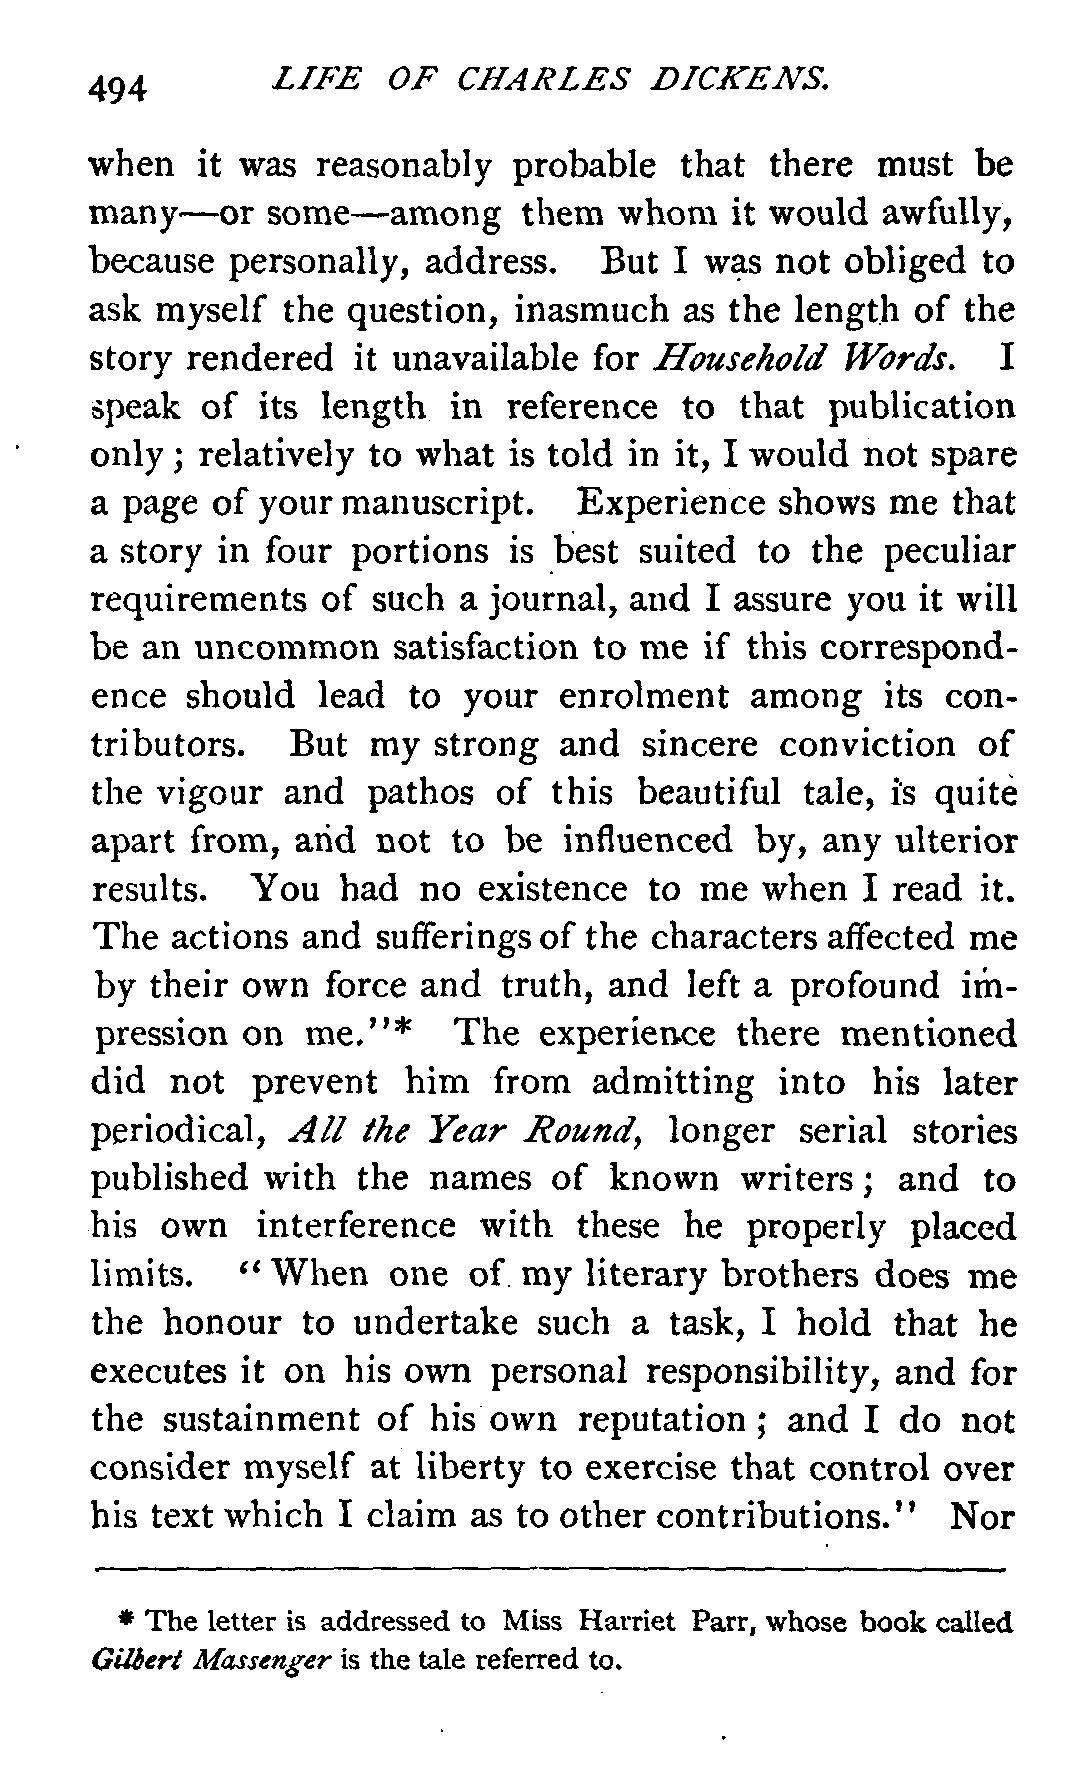 494 LIFE OF CHARLES DICKENS.
when it was reasonably probable that there must be
many—or some—among them whom it would awfully,
because personally, address. But I was not obliged to
ask myself the question, inasmuch as the length of the
story rendered it unavailable for Household Words. I
speak of its length in reference to that publication
only ; relatively to what is told in it, I would not spare
a page of your manuscript. Experience shows me that
a story in four portions is best suited to the peculiar
requirements of such a journal, and I assure you it will
be an uncommon satisfaction to me if this correspond-
ence should lead to your enrolment among its con-
tributors. But my strong and sincere conviction of
the vigour and pathos of this beautiful tale, is quite
apart from, and not to be influenced by, any ulterior
results. You had no existence to me when I read it.
The actions and sufferings of the characters affected me
by their own force and truth, and left a profound im-
pression on me."* The experience there mentioned
did not prevent him from admitting into his later
periodical, All the Year Round, longer serial stories
published with the names of known writers ; and to
his own interference with these he properly placed
limits. "When one of my literary brothers does me
the honour to undertake such a task, I hold that he
executes it on his own personal responsibility, and for
the sustainment of his own reputation ; and I do not
consider myself at liberty to exercise that control over
his text which I claim as to other contributions." Nor
* The letter is addressed to Miss Harriet Parr, whose book called
Gilbert Massenger is the tale referred to.